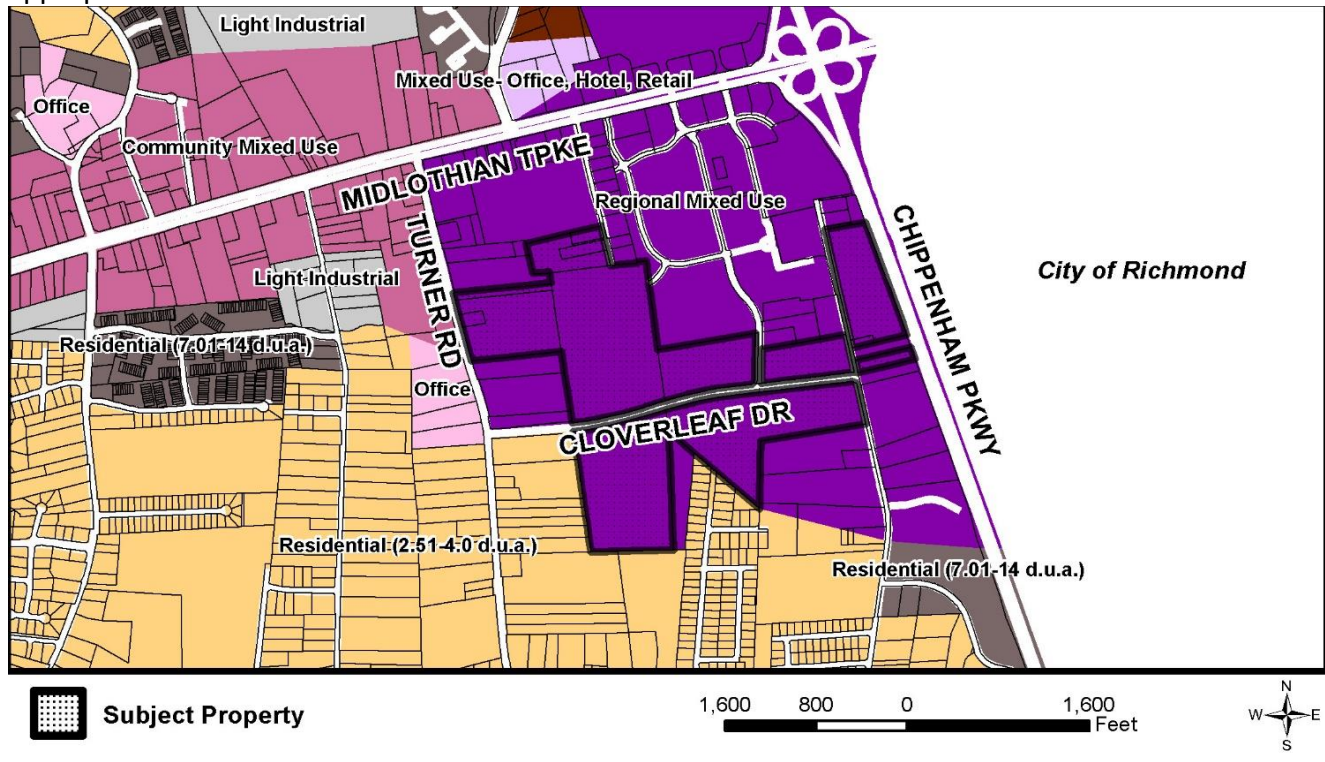 Light Industrial
Mixed Use- Office, Hotel, Retail
Office
Community Mixed Use
MIDLOTHIAN TPKE
Regional Mixed Use
TURNER RD
CHIPPENHAM PKWY
City of Richmond
Light Industrial
Residential (7.01-14 d.u.a.)
Office
CLOVERLEAF DR
Residential (2.51-4.0 d.u.a.)
Residential (7.01-14 d.u.a.)
Subject Property
1,600 800 0 1,600
Feet
N
W E
S